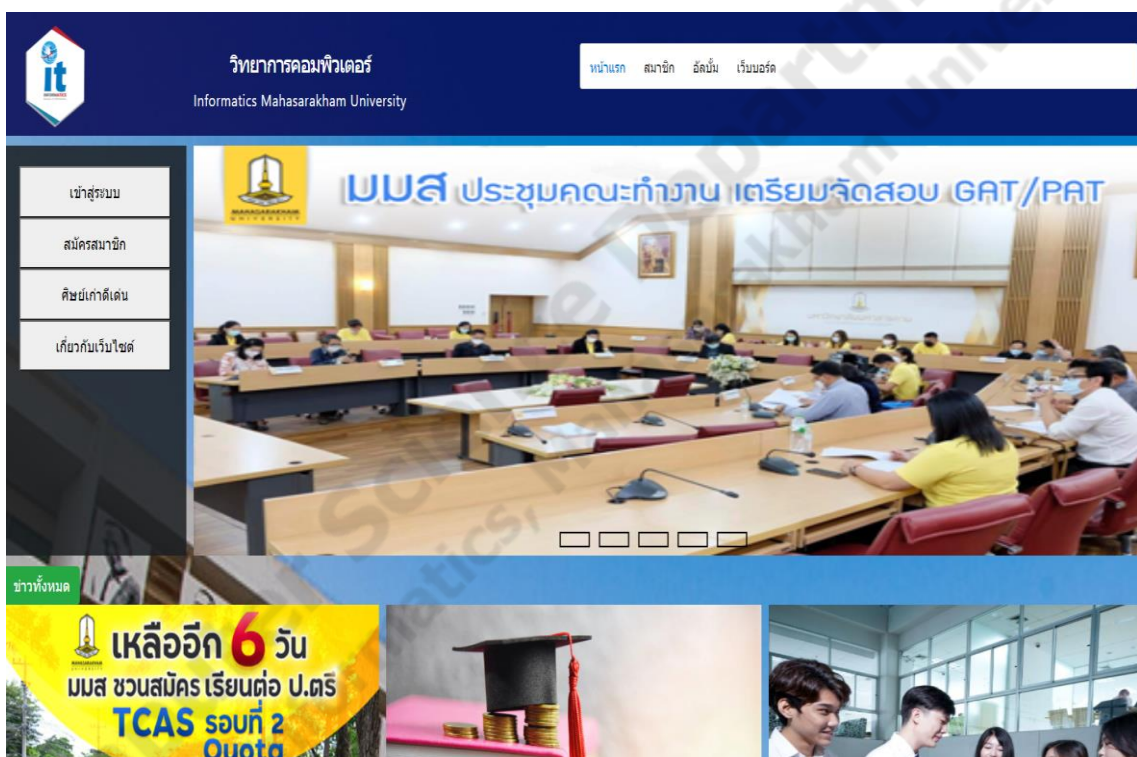 it
วิทยาการคอมพิวเตอร์
Informatics Mahasarakham University
หน้าแรก สมาชิก อัลบั้ม เว็บบอร์ด
เข้าสู่ระบบ
สมัครสมาชิก
ศิษย์เก่าดีเด่น
เกี่ยวกับเว็บไซต์
MAHASARAKHAM
UNIVERSITY
มมส ประชุมคณะทำงาน เตรียมจัดสอบ GAT/PAT
ข่าวทั้งหมด
เหลืออีก 6 วัน
มมส ชวนสมัคร เรียนต่อ ป.ตรี
TCAS รอบที่ 2
Quota